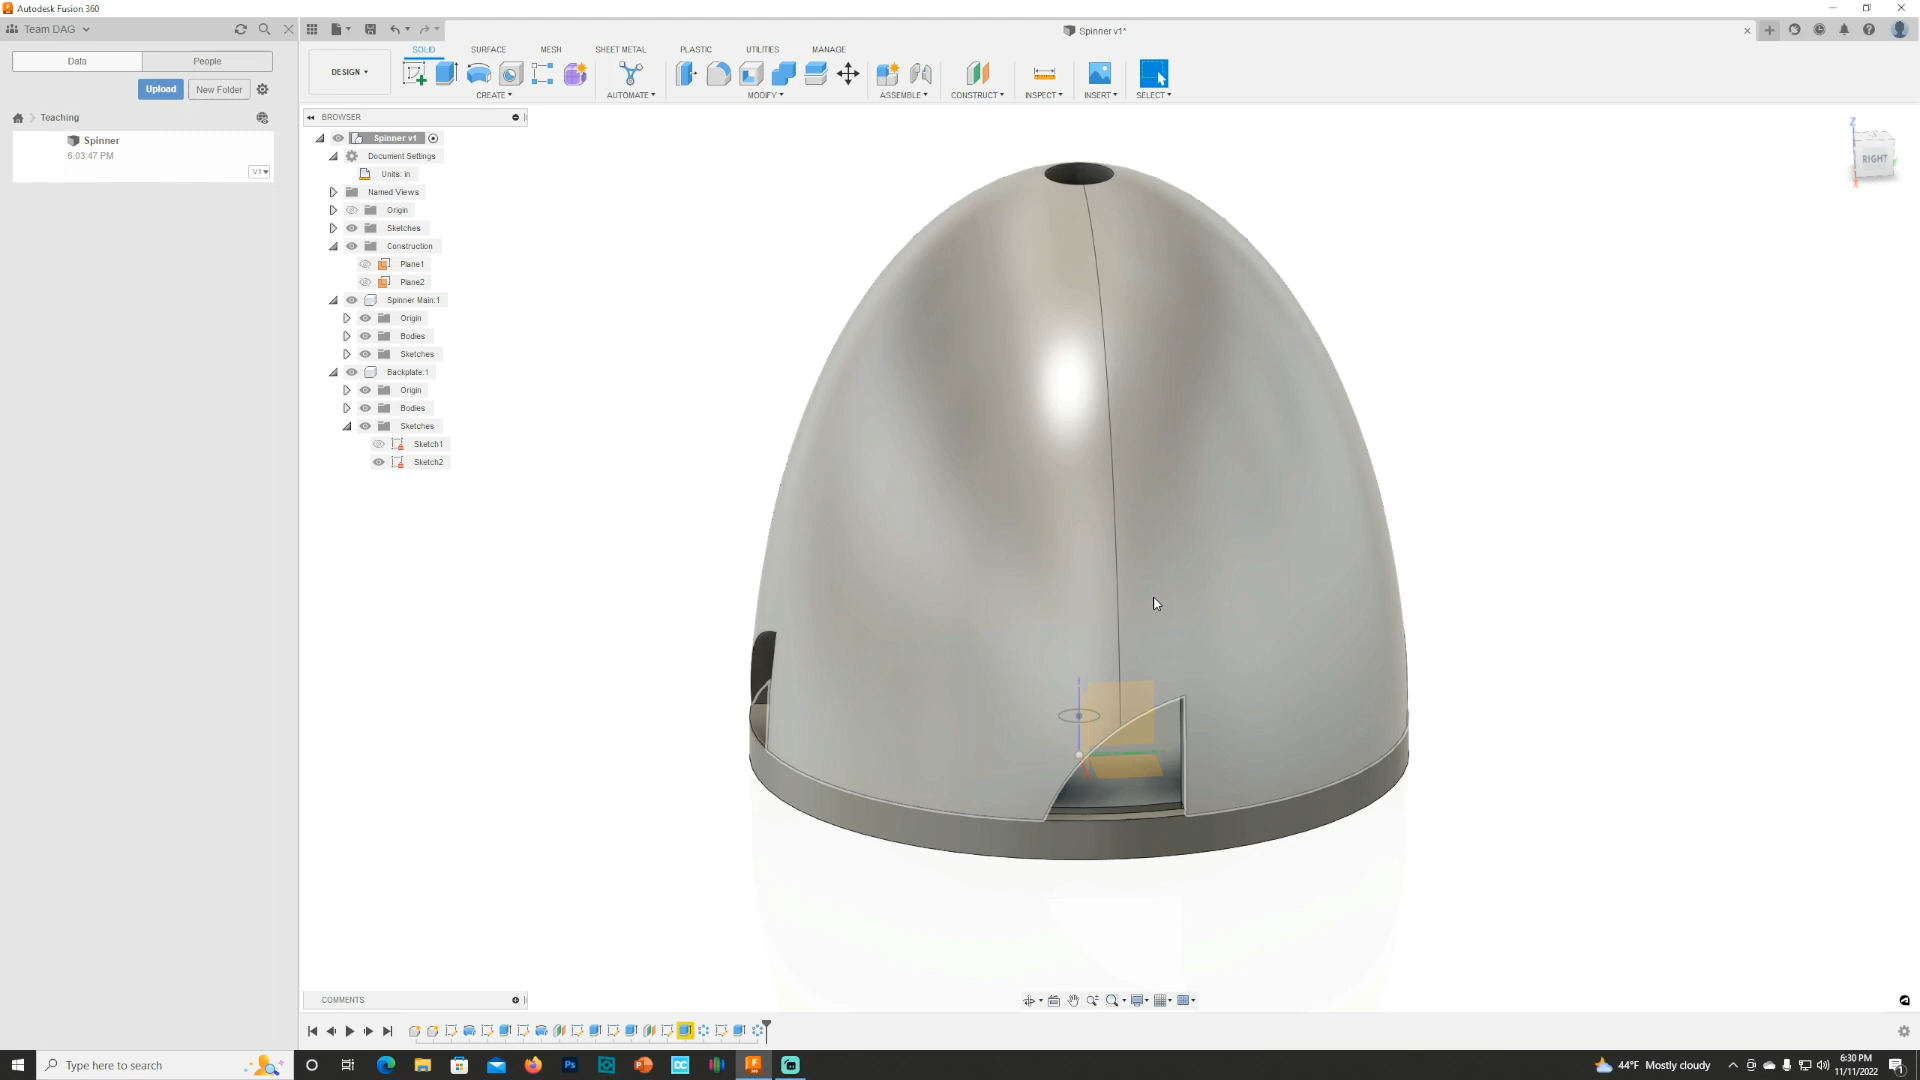 Autodesk Fusion 360
Team DAG
Spinner v1*
Data
People
DESIGN
SOLID
SURFACE
MESH
SHEET METAL
PLASTIC
UTILITIES
MANAGE
Upload
New Folder
CREATE
AUTOMATE
MODIFY
ASSEMBLE
CONSTRUCT
INSPECT
INSERT
SELECT
Teaching
BROWSER
Spinner
6:03:47 PM
V1
Spinner v1
Document Settings
Units: in
Named Views
Origin
Sketches
Construction
Plane1
Plane2
Spinner Main:1
Origin
Bodies
Sketches
Backplate:1
Origin
Bodies
Sketches
Sketch1
Sketch2
Z
RIGHT
X
COMMENTS
Type here to search
Ps
DC
44°F Mostly cloudy
6:30 PM
11/11/2022
1